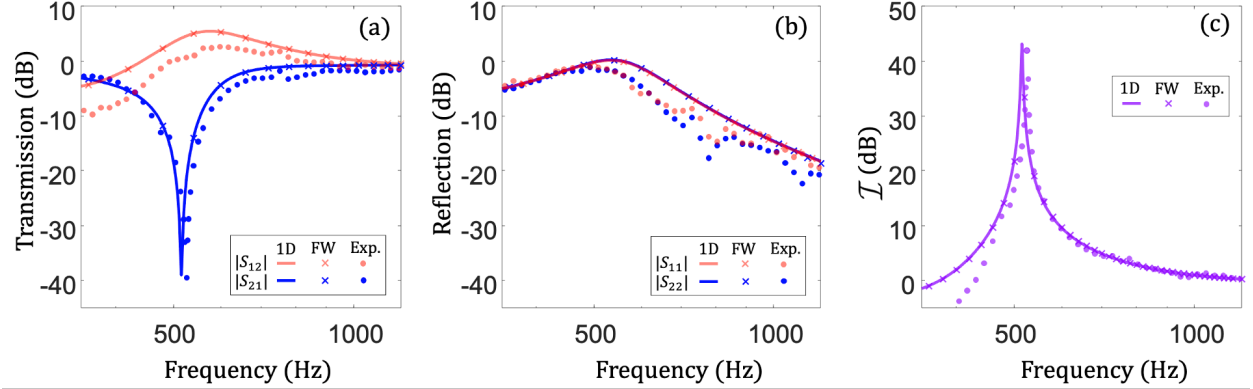 (a)
Transmission (dB)
10
0
-10
-20
-30
-40
1D FW Exp.
|S12|
|S21|
500 1000
Frequency (Hz)
(b)
Reflection (dB)
10
0
-10
-20
-30
-40
1D FW Exp.
|S11|
|S22|
500 1000
Frequency (Hz)
(c)
ℐ (dB)
50
40
30
20
10
0
1D FW Exp.
500 1000
Frequency (Hz)